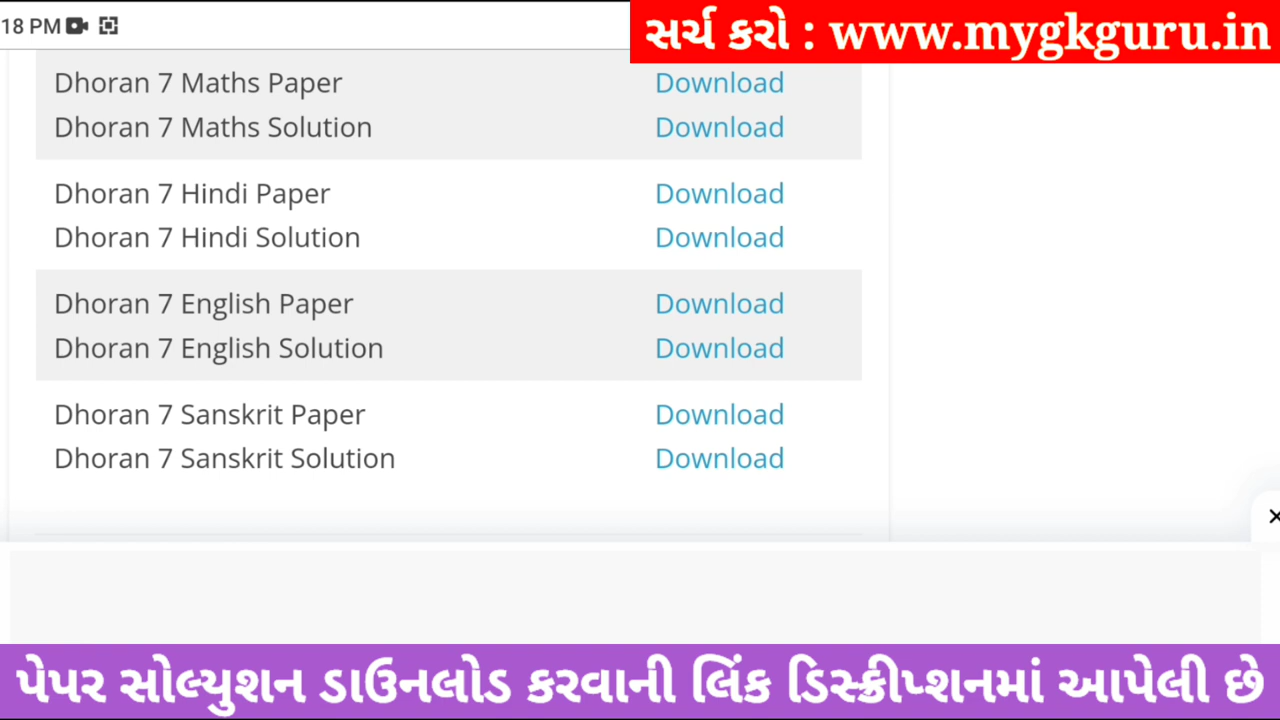 18 PM
સર્ચ કરો : www.mygkguru.in
Dhoran 7 Maths Paper Download
Dhoran 7 Maths Solution Download
Dhoran 7 Hindi Paper Download
Dhoran 7 Hindi Solution Download
Dhoran 7 English Paper Download
Dhoran 7 English Solution Download
Dhoran 7 Sanskrit Paper Download
Dhoran 7 Sanskrit Solution Download
પેપર સોલ્યુશન ડાઉનલોડ કરવાની લિંક ડિસ્ક્રીપ્શનમાં આપેલી છે